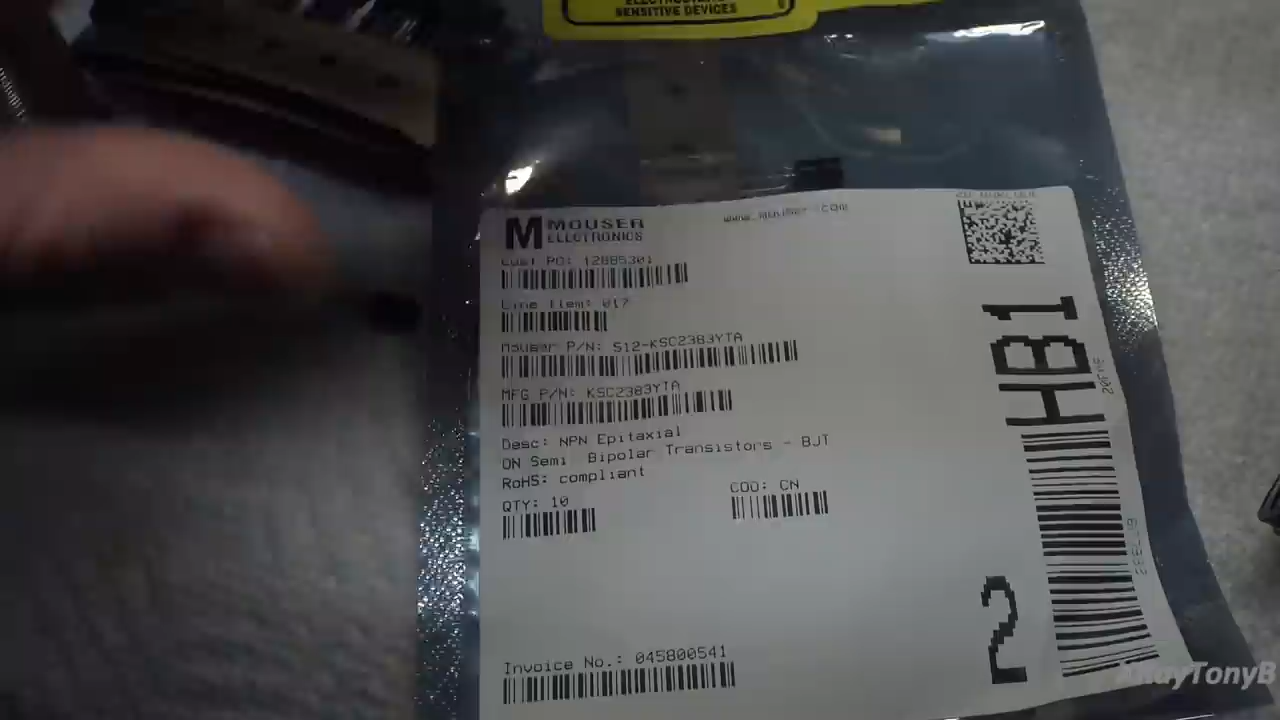 SENSITIVE DEVICES
MOUSER
ELECTRONICS
www.mouser.com
Cust PO: 12885301
Line Item: 017
Mouser P/N: 512-KSC2383YTA
MFG P/N: KSC2383YTA
Desc: NPN Epitaxial
ON Semi Bipolar Transistors - BJT
RoHS: compliant
QTY: 10
COO: CN
Invoice No.: 045800541
HB1
2